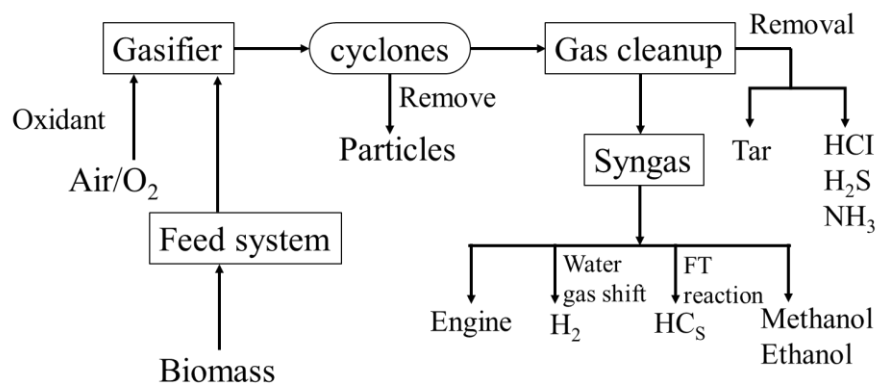 Gasifier
cyclones
Gas cleanup
Removal
Oxidant
Remove
Particles
Air/O₂
Tar
HCI
H₂S
NH₃
Syngas
Feed system
Water
gas shift
FT
reaction
Engine
H₂
HCₛ
Methanol
Ethanol
Biomass